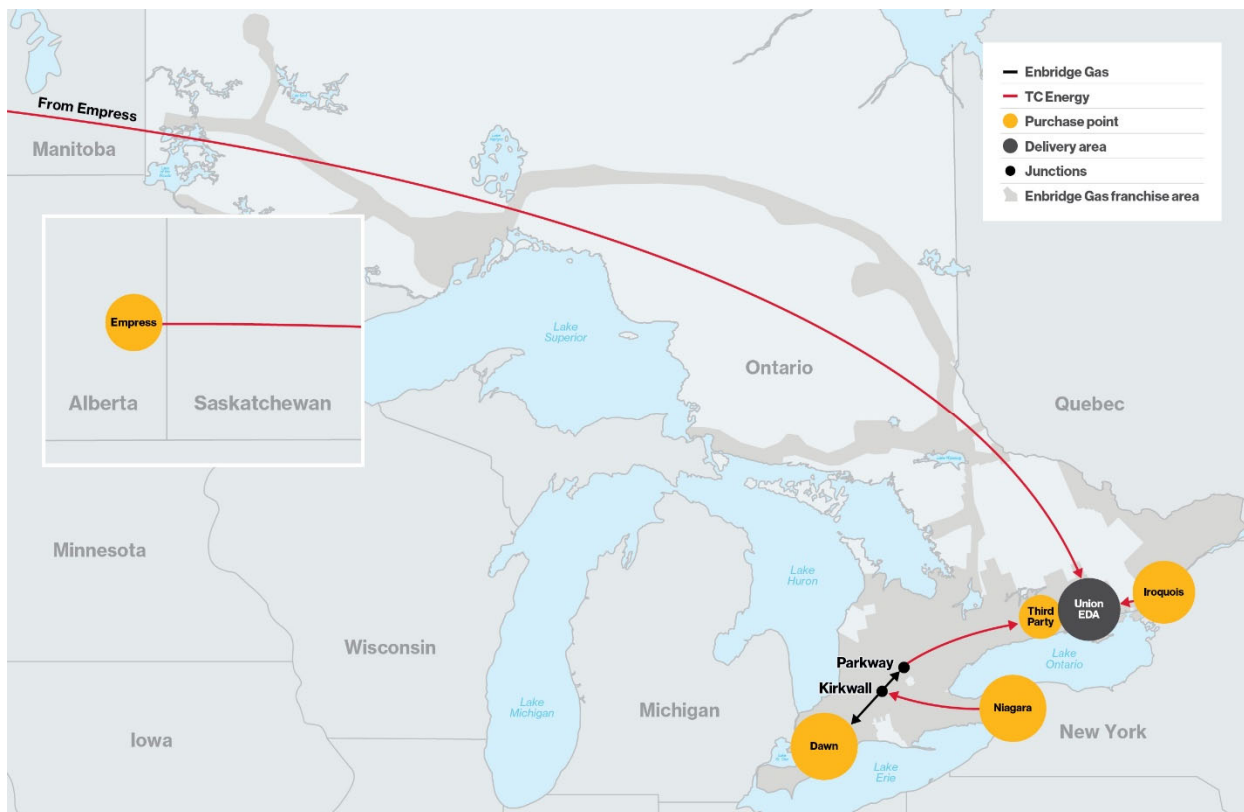 From Empress
Manitoba
Enbridge Gas
TC Energy
Purchase point
Delivery area
Junctions
Enbridge Gas franchise area
Empress
Alberta
Saskatchewan
Lake
Superior
Ontario
Quebec
Minnesota
Lake
Huron
Iroquois
Union
EDA
Third
Party
Wisconsin
Parkway
Lake
Ontario
Kirkwall
Lake
Michigan
Michigan
Niagara
New York
Iowa
Dawn
Lake
Erie